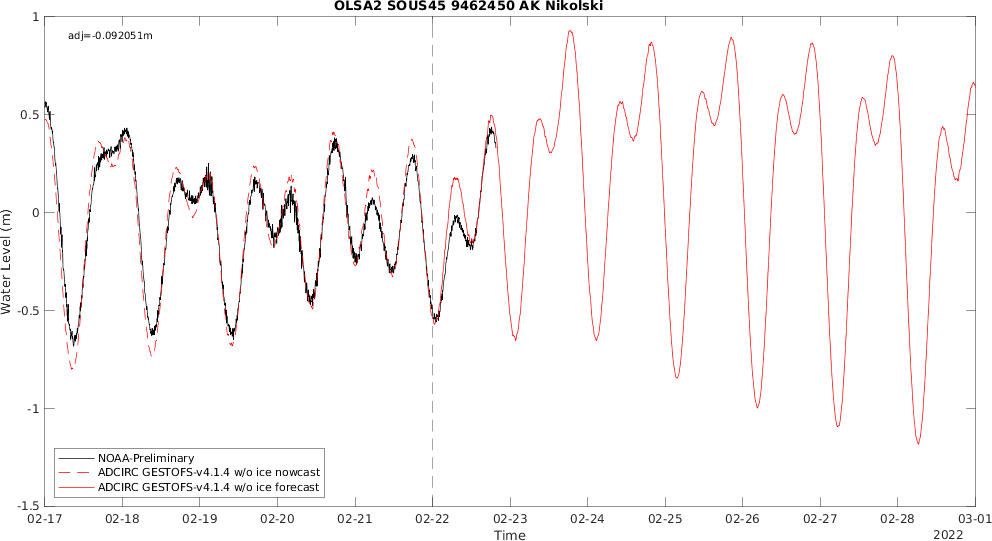 OLSA2 SOUS45 9462450 AK Nikolski
adj=-0.092051m
Water Level (m)
1
0.5
0
-0.5
-1
-1.5
NOAA-Preliminary
ADCIRC GESTOFS-v4.1.4 w/o ice nowcast
ADCIRC GESTOFS-v4.1.4 w/o ice forecast
02-17 02-18 02-19 02-20 02-21 02-22 02-23 02-24 02-25 02-26 02-27 02-28 03-01
Time
2022